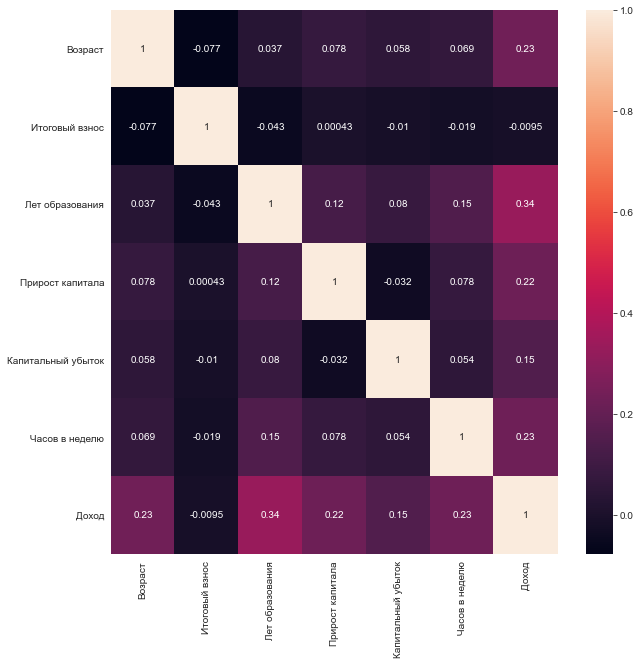 Возраст 1 -0.077 0.037 0.078 0.058 0.069 0.23
Итоговый взнос -0.077 1 -0.043 0.00043 -0.01 -0.019 -0.0095
Лет образования 0.037 -0.043 1 0.12 0.08 0.15 0.34
Прирост капитала 0.078 0.00043 0.12 1 -0.032 0.078 0.22
Капитальный убыток 0.058 -0.01 0.08 -0.032 1 0.054 0.15
Часов в неделю 0.069 -0.019 0.15 0.078 0.054 1 0.23
Доход 0.23 -0.0095 0.34 0.22 0.15 0.23 1
Возраст
Итоговый взнос
Лет образования
Прирост капитала
Капитальный убыток
Часов в неделю
Доход
1.0
0.8
0.6
0.4
0.2
0.0